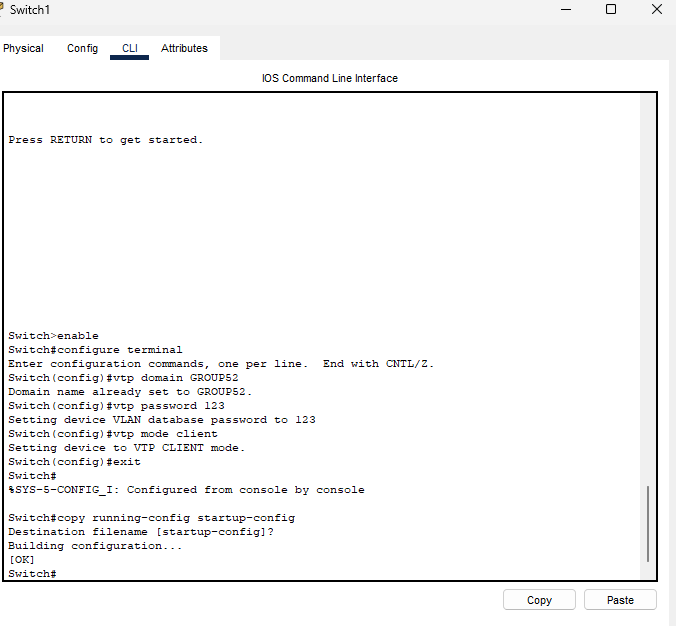 Switch1
Physical Config CLI Attributes
IOS Command Line Interface
Press RETURN to get started.
Switch>enable
Switch#configure terminal
Enter configuration commands, one per line.  End with CNTL/Z.
Switch(config)#vtp domain GROUP52
Domain name already set to GROUP52.
Switch(config)#vtp password 123
Setting device VLAN database password to 123
Switch(config)#vtp mode client
Setting device to VTP CLIENT mode.
Switch(config)#exit
Switch#
%SYS-5-CONFIG_I: Configured from console by console
Switch#copy running-config startup-config
Destination filename [startup-config]?
Building configuration...
[OK]
Switch#
Copy Paste